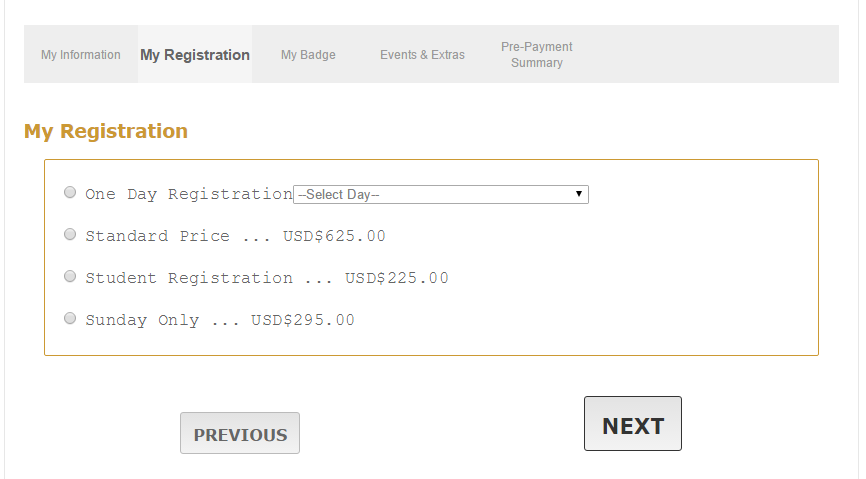 My Information
My Registration
My Badge
Events & Extras
Pre-Payment
Summary
My Registration
One Day Registration --Select Day--
Standard Price ... USD$625.00
Student Registration ... USD$225.00
Sunday Only ... USD$295.00
PREVIOUS
NEXT